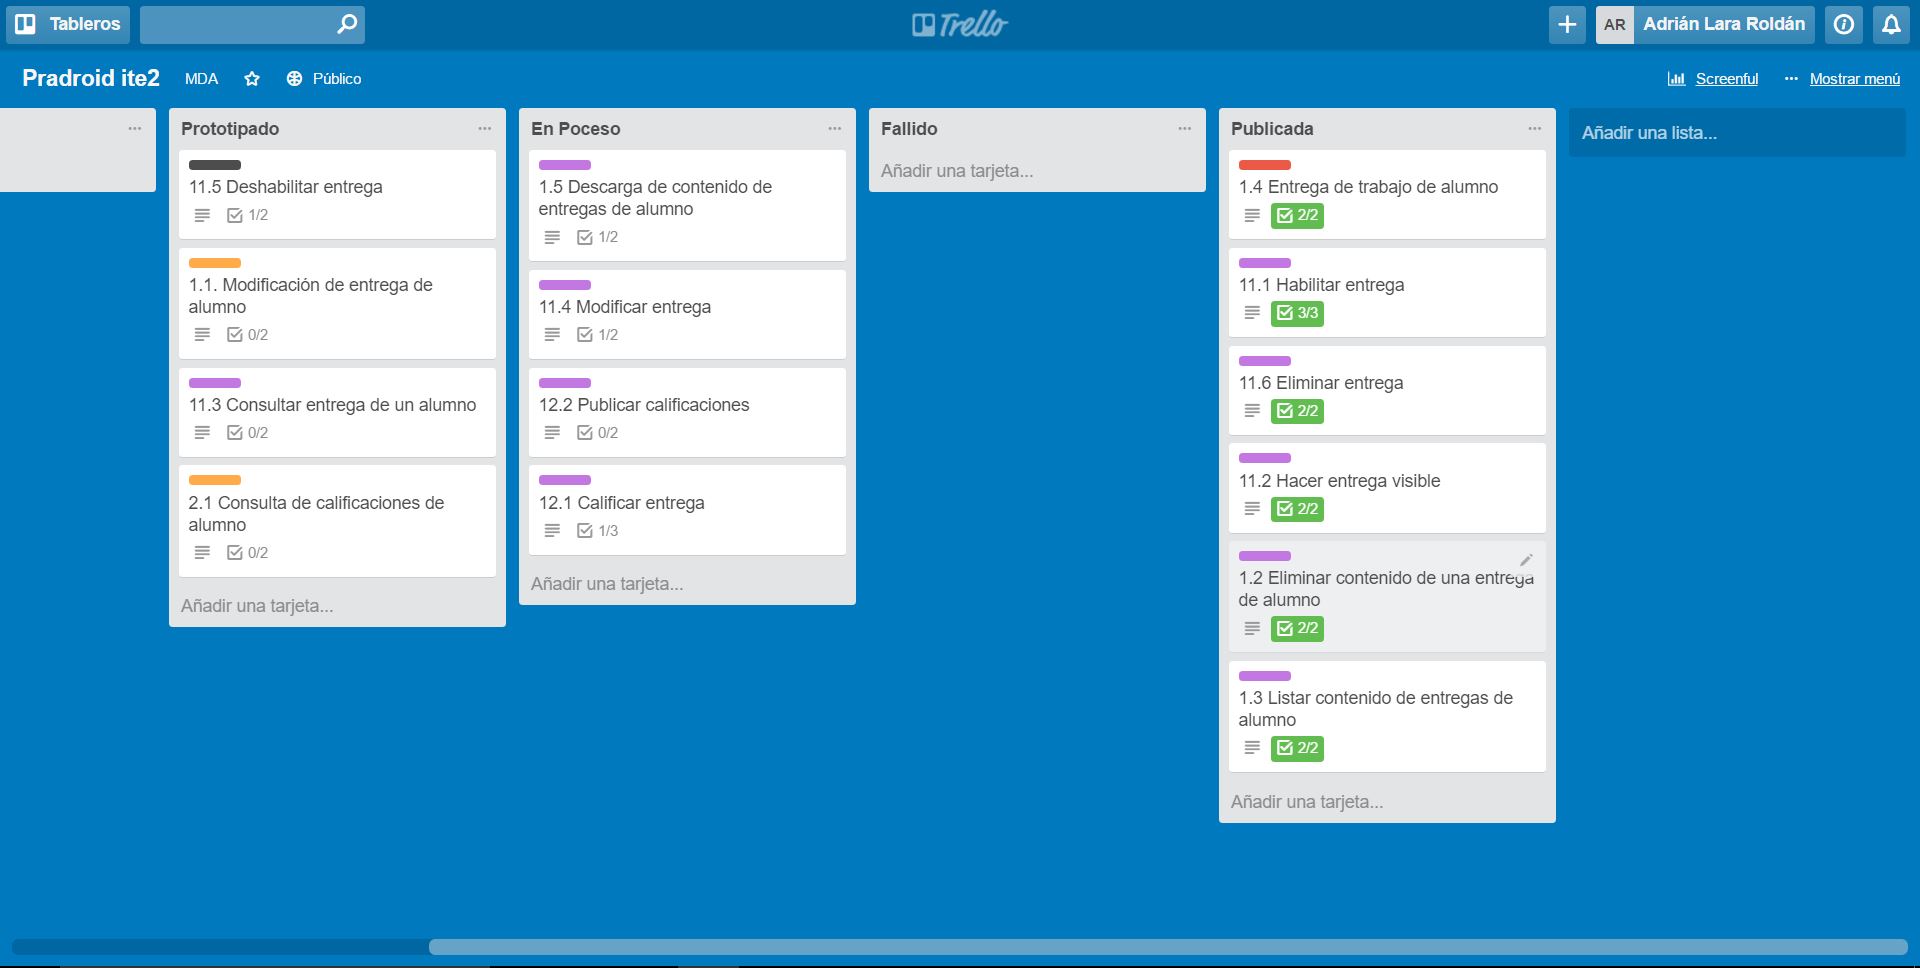 Tableros
Trello
AR
Adrián Lara Roldán
Pradroid ite2
MDA
Público
Screenful
Mostrar menú
Prototipado
11.5 Deshabilitar entrega
1/2
1.1. Modificación de entrega de
alumno
0/2
11.3 Consultar entrega de un alumno
0/2
2.1 Consulta de calificaciones de
alumno
0/2
Añadir una tarjeta...
En Poceso
1.5 Descarga de contenido de
entregas de alumno
1/2
11.4 Modificar entrega
1/2
12.2 Publicar calificaciones
0/2
12.1 Calificar entrega
1/3
Añadir una tarjeta...
Fallido
Añadir una tarjeta...
Publicada
1.4 Entrega de trabajo de alumno
2/2
11.1 Habilitar entrega
3/3
11.6 Eliminar entrega
2/2
11.2 Hacer entrega visible
2/2
1.2 Eliminar contenido de una entrega
de alumno
2/2
1.3 Listar contenido de entregas de
alumno
2/2
Añadir una tarjeta...
Añadir una lista...